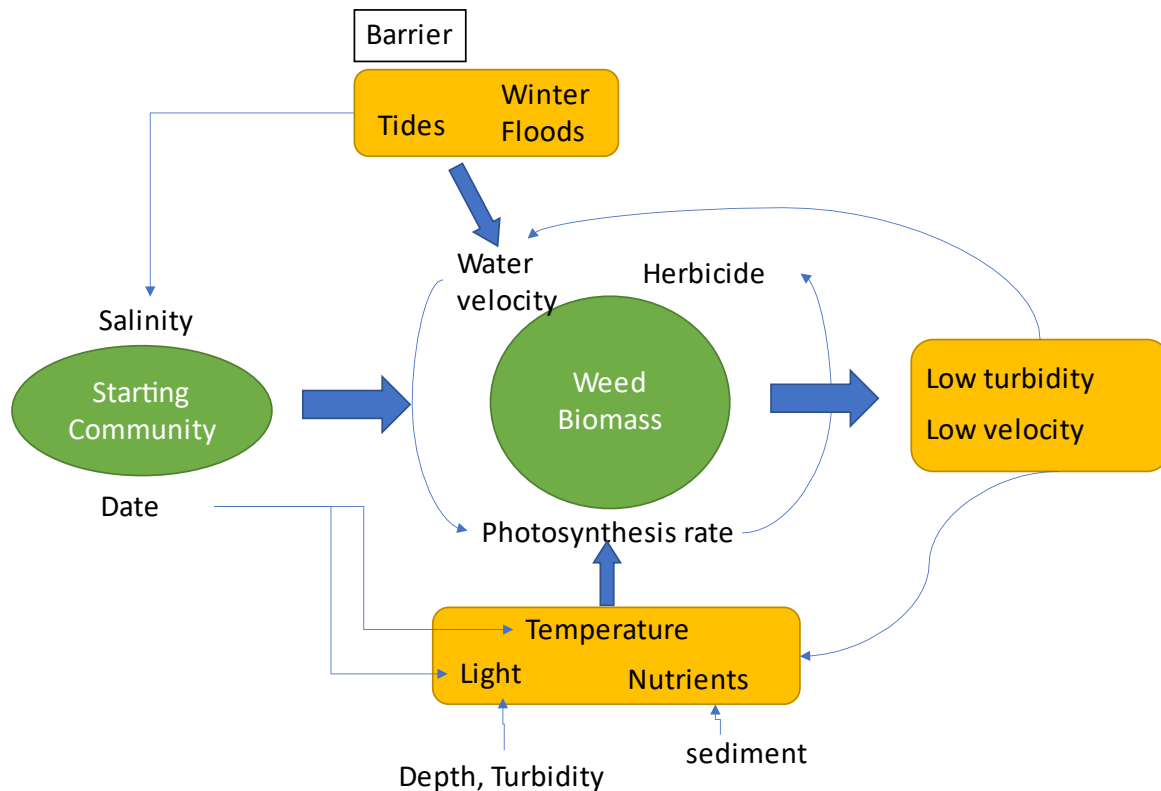 Barrier
Winter
Tides
Floods
Water
velocity
Herbicide
Salinity
Starting
Community
Weed
Biomass
Low turbidity
Low velocity
Date
Photosynthesis rate
Temperature
Light
Nutrients
sediment
Depth, Turbidity